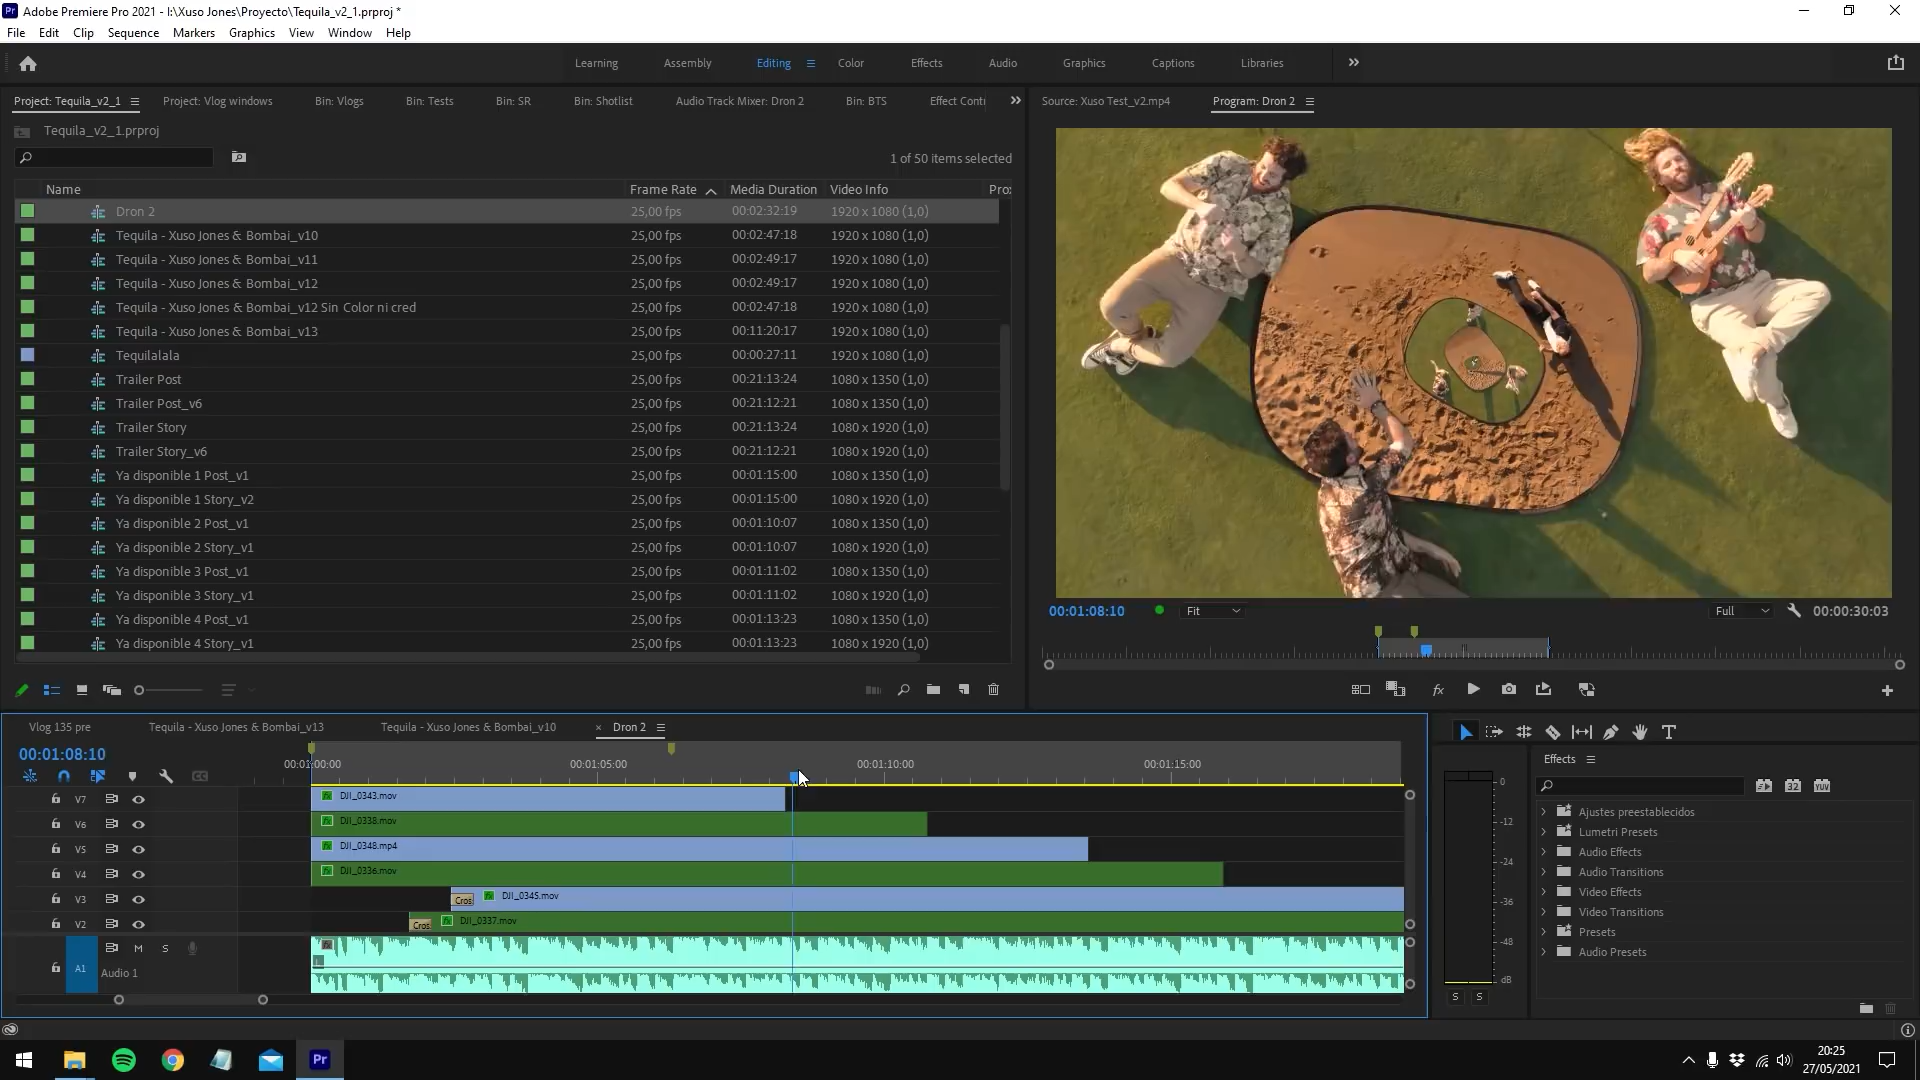 Adobe Premiere Pro 2021 - I:\Xuso Jones\Proyecto\Tequila_v2_1.prproj *
File Edit Clip Sequence Markers Graphics View Window Help
Learning Assembly Editing Color Effects Audio Graphics Captions Libraries
Project: Tequila_v2_1 Project: Vlog windows Bin: Vlogs Bin: Tests Bin: SR Bin: Shotlist Audio Track Mixer: Dron 2 Bin: BTS Effect Conti
Source: Xuso Test_v2.mp4 Program: Dron 2
Tequila_v2_1.prproj
1 of 50 items selected
Name Frame Rate Media Duration Video Info Pro
Dron 2 25,00 fps 00:02:32:19 1920 x 1080 (1,0)
Tequila - Xuso Jones & Bombai_v10 25,00 fps 00:02:47:18 1920 x 1080 (1,0)
Tequila - Xuso Jones & Bombai_v11 25,00 fps 00:02:49:17 1920 x 1080 (1,0)
Tequila - Xuso Jones & Bombai_v12 25,00 fps 00:02:49:17 1920 x 1080 (1,0)
Tequila - Xuso Jones & Bombai_v12 Sin Color ni cred 25,00 fps 00:02:47:18 1920 x 1080 (1,0)
Tequila - Xuso Jones & Bombai_v13 25,00 fps 00:11:20:17 1920 x 1080 (1,0)
Tequilalala 25,00 fps 00:00:27:11 1920 x 1080 (1,0)
Trailer Post 25,00 fps 00:21:13:24 1080 x 1350 (1,0)
Trailer Post_v6 25,00 fps 00:21:12:21 1080 x 1350 (1,0)
Trailer Story 25,00 fps 00:21:13:24 1080 x 1920 (1,0)
Trailer Story_v6 25,00 fps 00:21:12:21 1080 x 1920 (1,0)
Ya disponible 1 Post_v1 25,00 fps 00:01:15:00 1080 x 1350 (1,0)
Ya disponible 1 Story_v2 25,00 fps 00:01:15:00 1080 x 1920 (1,0)
Ya disponible 2 Post_v1 25,00 fps 00:01:10:07 1080 x 1350 (1,0)
Ya disponible 2 Story_v1 25,00 fps 00:01:10:07 1080 x 1920 (1,0)
Ya disponible 3 Post_v1 25,00 fps 00:01:11:02 1080 x 1350 (1,0)
Ya disponible 3 Story_v1 25,00 fps 00:01:11:02 1080 x 1920 (1,0)
Ya disponible 4 Post_v1 25,00 fps 00:01:13:23 1080 x 1350 (1,0)
Ya disponible 4 Story_v1 25,00 fps 00:01:13:23 1080 x 1920 (1,0)
00:01:08:10 Fit Full 00:00:30:03
fx
Vlog 135 pre Tequila - Xuso Jones & Bombai_v13 Tequila - Xuso Jones & Bombai_v10 × Dron 2
00:01:08:10
00:01:00:00 00:01:05:00 00:01:10:00 00:01:15:00
V7 DJI_0343.mov
V6 DJI_0338.mov
V5 DJI_0348.mp4
V4 DJI_0336.mov
V3 Cros DJI_0345.mov
V2 Cros DJI_0337.mov
A1 M S
Audio 1
0
-12
-24
-36
-48
dB
S S
Effects
32 YUV
Ajustes preestablecidos
Lumetri Presets
Audio Effects
Audio Transitions
Video Effects
Video Transitions
Presets
Audio Presets
Pr
20:25
27/05/2021